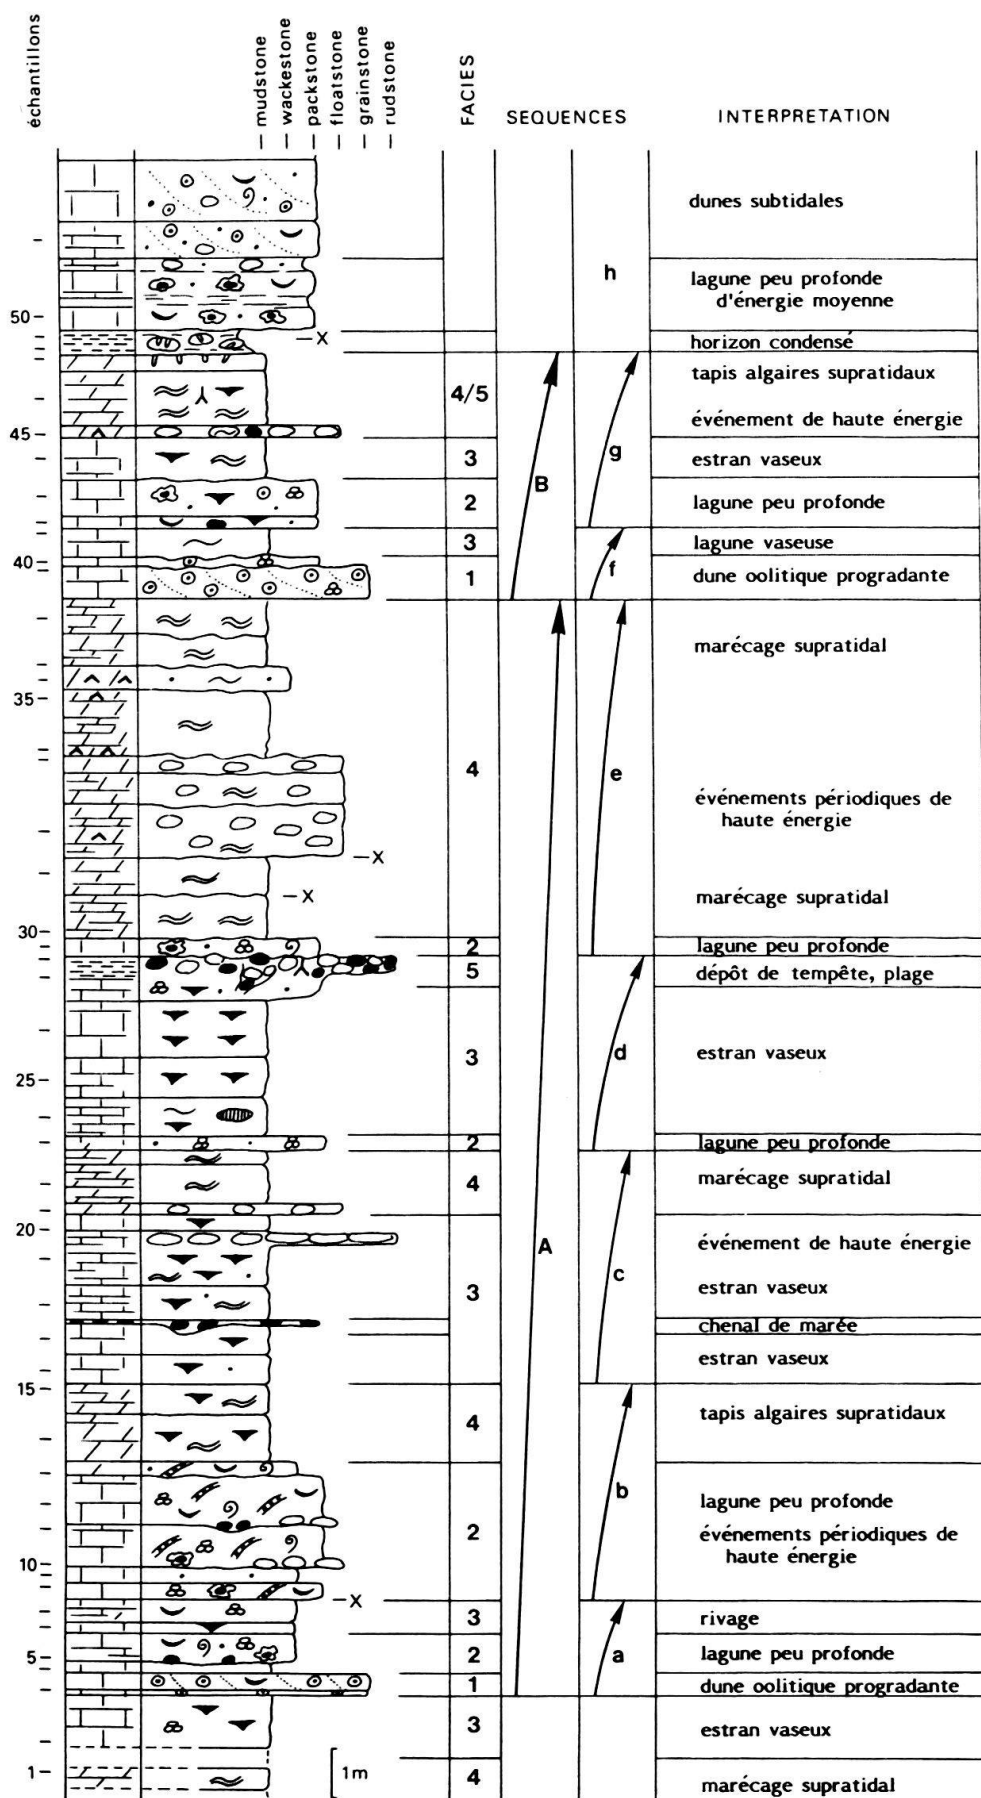 échantillons
mudstone
wackestone
packstone
floatstone
grainstone
rudstone
FACIES
SEQUENCES
INTERPRETATION
dunes subtidales
h
lagune peu profonde
d'énergie moyenne
50
x
horizon condensé
tapis algaires supratidaux
4/5
événement de haute énergie
45
g
3
estran vaseux
B
2
lagune peu profonde
3
lagune vaseuse
40
f
1
dune oolitique progradante
marécage supratidal
35
4
e
événements périodiques de
haute énergie
x
x
marécage supratidal
30
2
lagune peu profonde
5
dépôt de tempête, plage
3
d
estran vaseux
25
2
lagune peu profonde
4
marécage supratidal
20
A
événement de haute énergie
c
3
estran vaseux
chenal de marée
estran vaseux
15
4
tapis algaires supratidaux
b
lagune peu profonde
2
événements périodiques de
haute énergie
10
x
3
rivage
5
2
a
lagune peu profonde
1
dune oolitique progradante
3
estran vaseux
1
1m
4
marécage supratidal